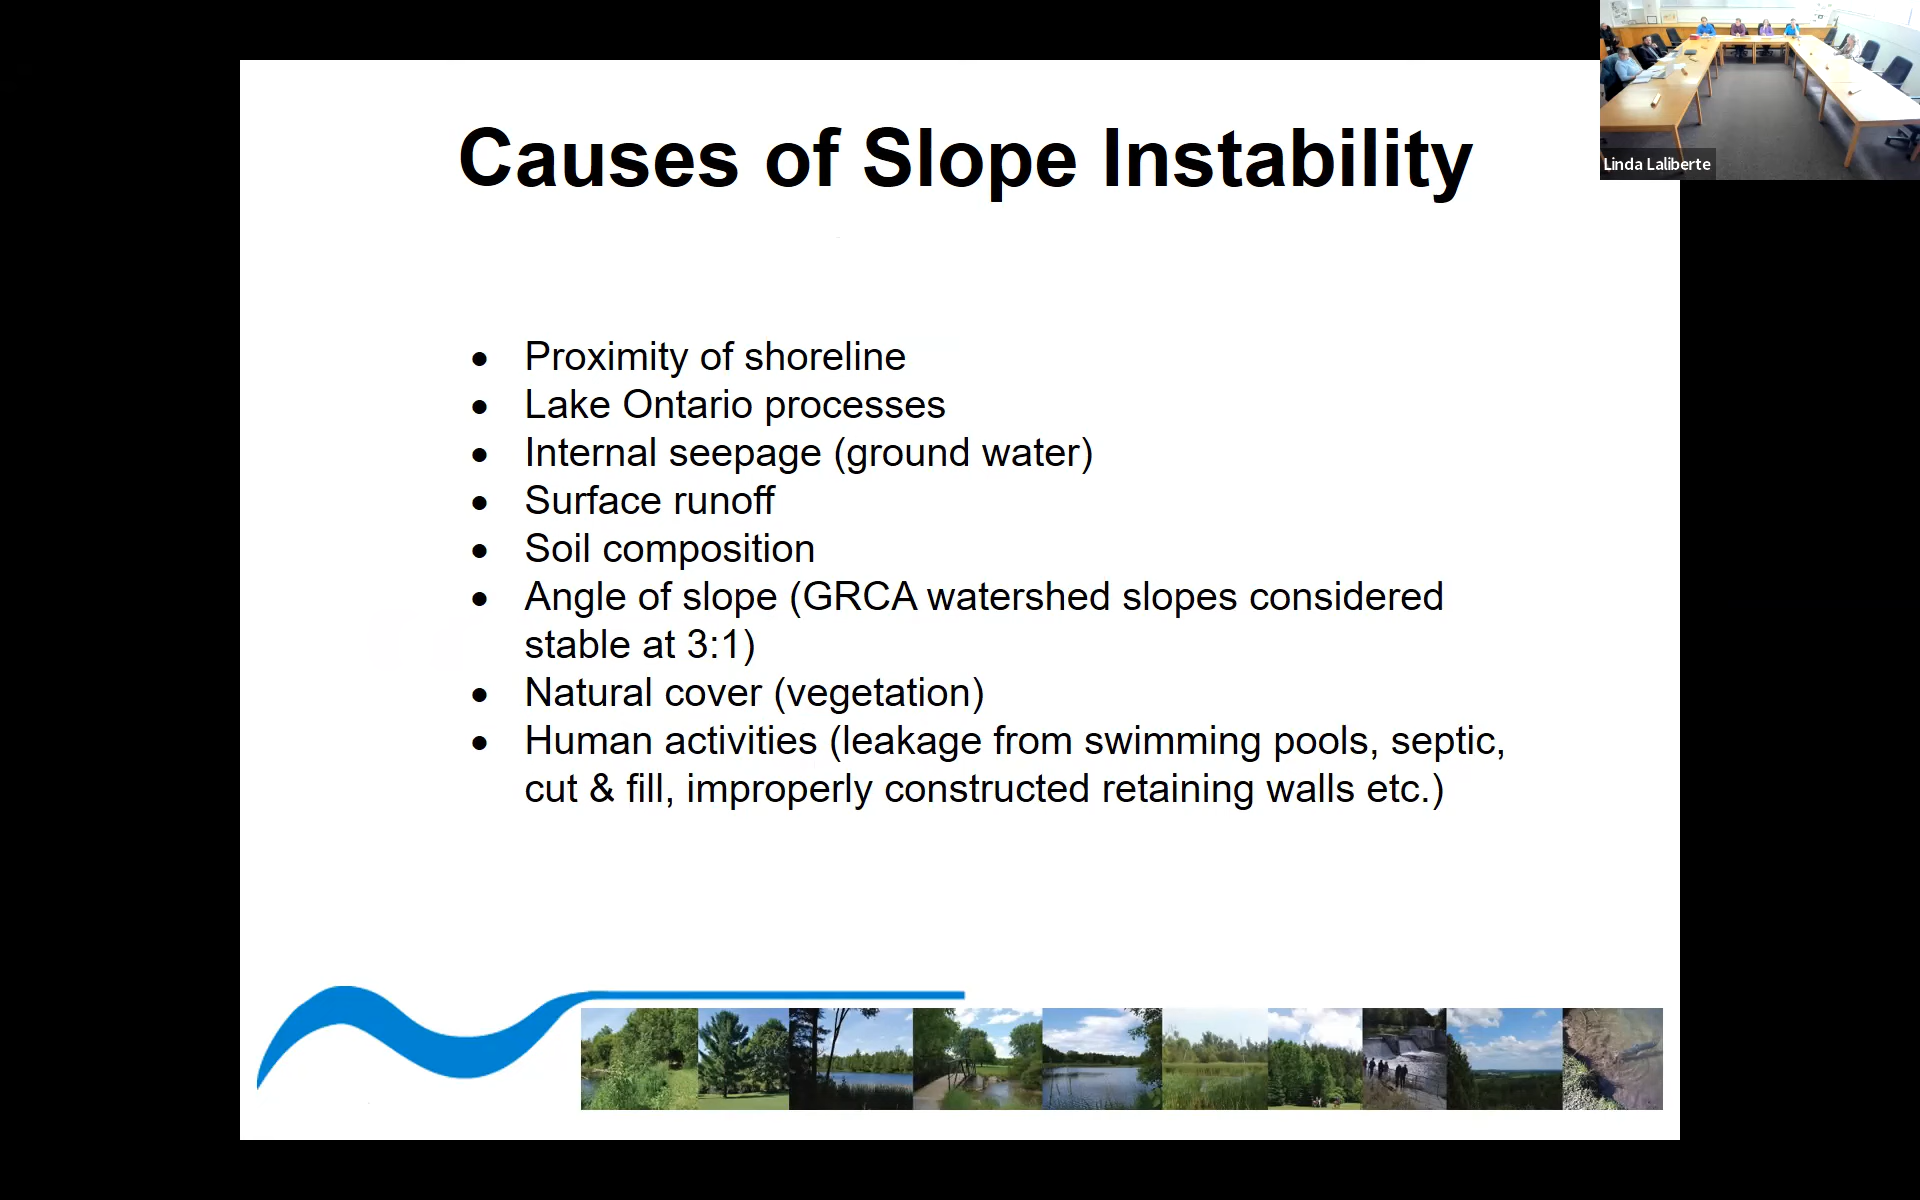 Causes of Slope Instability
Linda Laliberte
• Proximity of shoreline
• Lake Ontario processes
• Internal seepage (ground water)
• Surface runoff
• Soil composition
• Angle of slope (GRCA watershed slopes considered
stable at 3:1)
• Natural cover (vegetation)
• Human activities (leakage from swimming pools, septic,
cut & fill, improperly constructed retaining walls etc.)